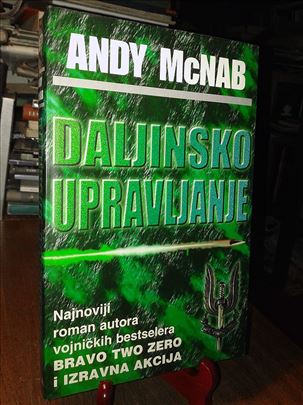 ANDY McNAB
DALJINSKO
UPRAVLJANJE
Najnoviji
roman autora
vojničkih bestselera
BRAVO TWO ZERO
i IZRAVNA AKCIJA